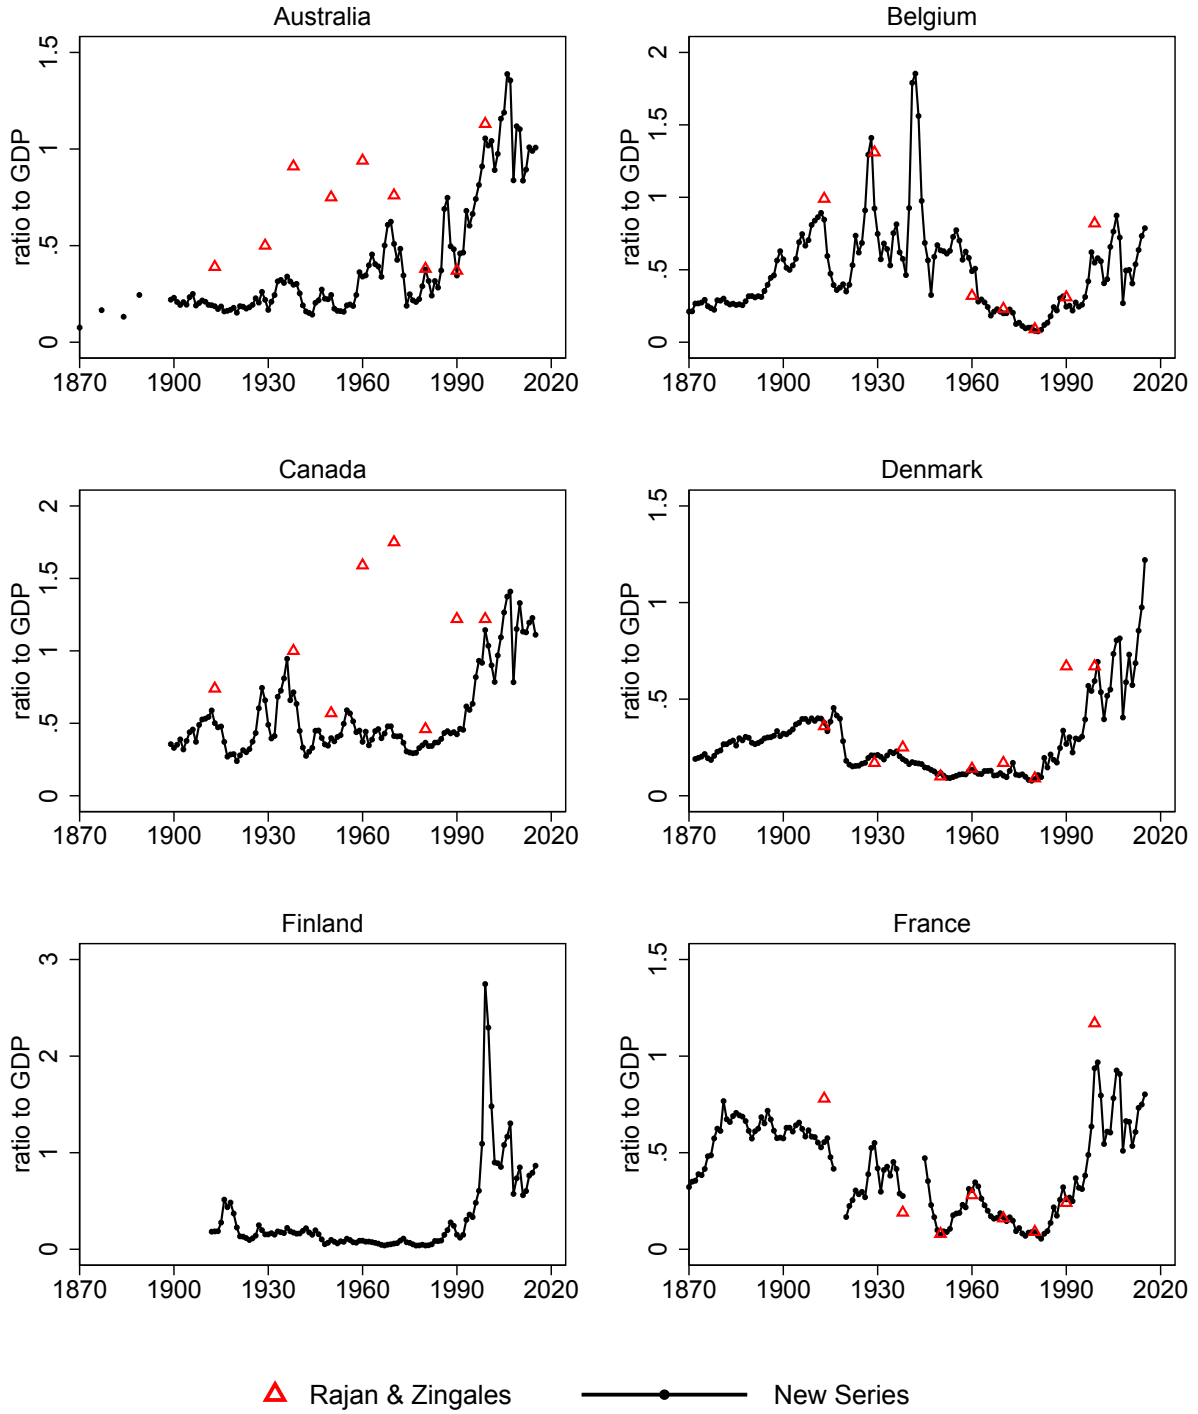 Australia
ratio to GDP
0
.5
1
1.5
1870 1900 1930 1960 1990 2020
Belgium
ratio to GDP
0
.5
1
1.5
2
1870 1900 1930 1960 1990 2020
Canada
ratio to GDP
0
.5
1
1.5
2
1870 1900 1930 1960 1990 2020
Denmark
ratio to GDP
0
.5
1
1.5
1870 1900 1930 1960 1990 2020
Finland
ratio to GDP
0
1
2
3
1870 1900 1930 1960 1990 2020
France
ratio to GDP
0
.5
1
1.5
1870 1900 1930 1960 1990 2020
Rajan & Zingales New Series